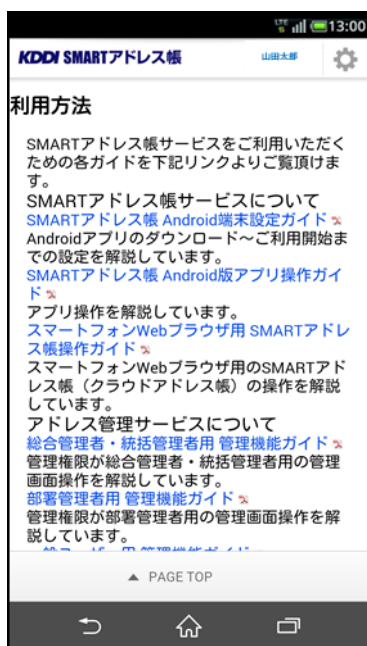 LTE 13:00
KDDI SMARTアドレス帳 山田太郎
利用方法
SMARTアドレス帳サービスをご利用いただく
ための各ガイドを下記リンクよりご覧頂けま
す。
SMARTアドレス帳サービスについて
SMARTアドレス帳 Android端末設定ガイド
Androidアプリのダウンロード～ご利用開始ま
での設定を解説しています。
SMARTアドレス帳 Android版アプリ操作ガイ
ド
アプリ操作を解説しています。
スマートフォンWebブラウザ用 SMARTアドレ
ス帳操作ガイド
スマートフォンWebブラウザ用のSMARTアド
レス帳（クラウドアドレス帳）の操作を解説
しています。
アドレス管理サービスについて
総合管理者・統括管理者用 管理機能ガイド
管理権限が総合管理者・統括管理者用の管理
画面操作を解説しています。
部署管理者用 管理機能ガイド
管理権限が部署管理者用の管理画面操作を解
説しています。
▲ PAGE TOP